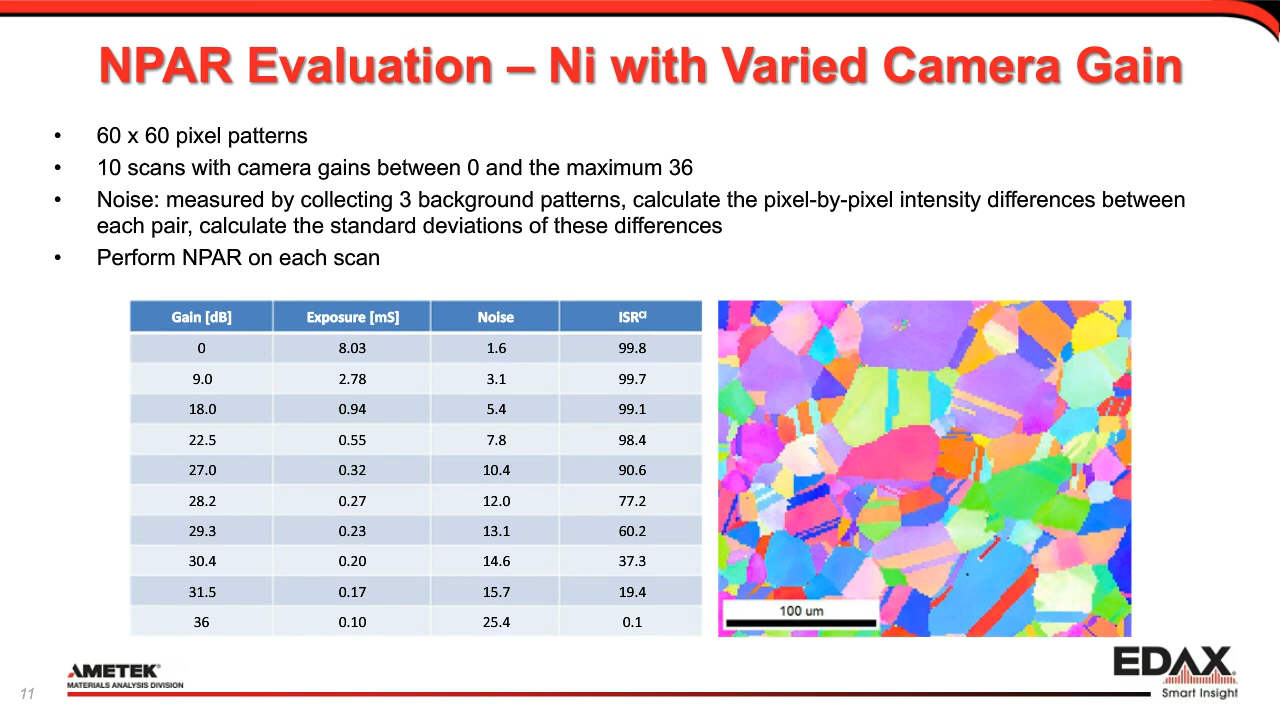 NPAR Evaluation – Ni with Varied Camera Gain
• 60 x 60 pixel patterns
• 10 scans with camera gains between 0 and the maximum 36
• Noise: measured by collecting 3 background patterns, calculate the pixel-by-pixel intensity differences between
each pair, calculate the standard deviations of these differences
• Perform NPAR on each scan
Gain [dB] Exposure [mS] Noise ISRᶜᴵ
0 8.03 1.6 99.8
9.0 2.78 3.1 99.7
18.0 0.94 5.4 99.1
22.5 0.55 7.8 98.4
27.0 0.32 10.4 90.6
28.2 0.27 12.0 77.2
29.3 0.23 13.1 60.2
30.4 0.20 14.6 37.3
31.5 0.17 15.7 19.4
36 0.10 25.4 0.1
100 um
AMETEK®
MATERIALS ANALYSIS DIVISION
EDAX®
Smart Insight
11